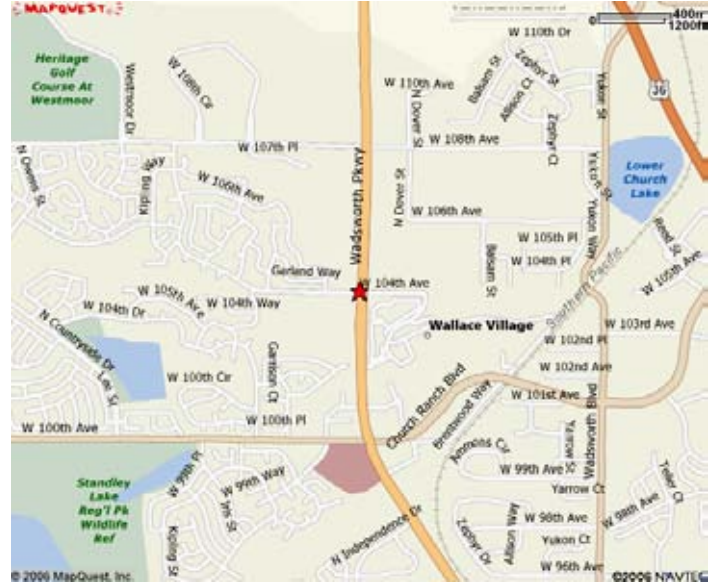 MAPQUEST
400m
0 1200ft
Heritage
Golf
Course At
Westmoor
W 108th Cir
Westmoor Dr
W 110th Dr
Zephyr St
Balsam St
Allison Ct
Zephyr Ct
Yukon St
36
W 110th Ave
N Dover St
W 108th Ave
W 107th Pl
N Owens St
Kipling Way
W 106th Ave
Wadsworth Pkwy
N Dover St
W 106th Ave
Yukon St
Yukon Way
Lower
Church
Lake
Reed St
W 105th Ave
W 105th Pl
W 104th Pl
Balsam St
Southern Pacific
Garland Way
W 104th Ave
W 105th Ave
W 104th Way
W 104th Dr
N Countryside Dr
Wallace Village
W 103rd Ave
W 102nd Pl
W 102nd Ave
W 101st Ave
W 100th Cir
Garrison Ct
W 100th Pl
W 100th Ave
Church Ranch Blvd
Brentwood Way
Wadsworth Blvd
Yarrow St
Ammons Cir
W 99th Ave
Yarrow Ct
Teller Ct
W 99th Pl
W 99th Way
Standley
Lake
Reg'l Pk
Wildlife
Ref
Kipling St
N Independence Dr
Zephyr Dr
Allison Way
W 98th Ave
W 98th Ave
Yukon Ct
W 96th Ave
© 2006 MapQuest, Inc.
©2006 NAVTEQ